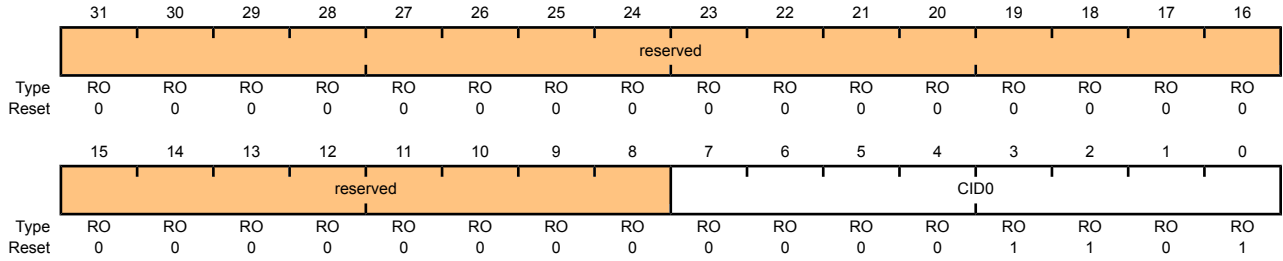 31 30 29 28 27 26 25 24 23 22 21 20 19 18 17 16
reserved
Type RO RO RO RO RO RO RO RO RO RO RO RO RO RO RO RO
Reset 0 0 0 0 0 0 0 0 0 0 0 0 0 0 0 0
15 14 13 12 11 10 9 8 7 6 5 4 3 2 1 0
reserved CID0
Type RO RO RO RO RO RO RO RO RO RO RO RO RO RO RO RO
Reset 0 0 0 0 0 0 0 0 0 0 0 0 1 1 0 1